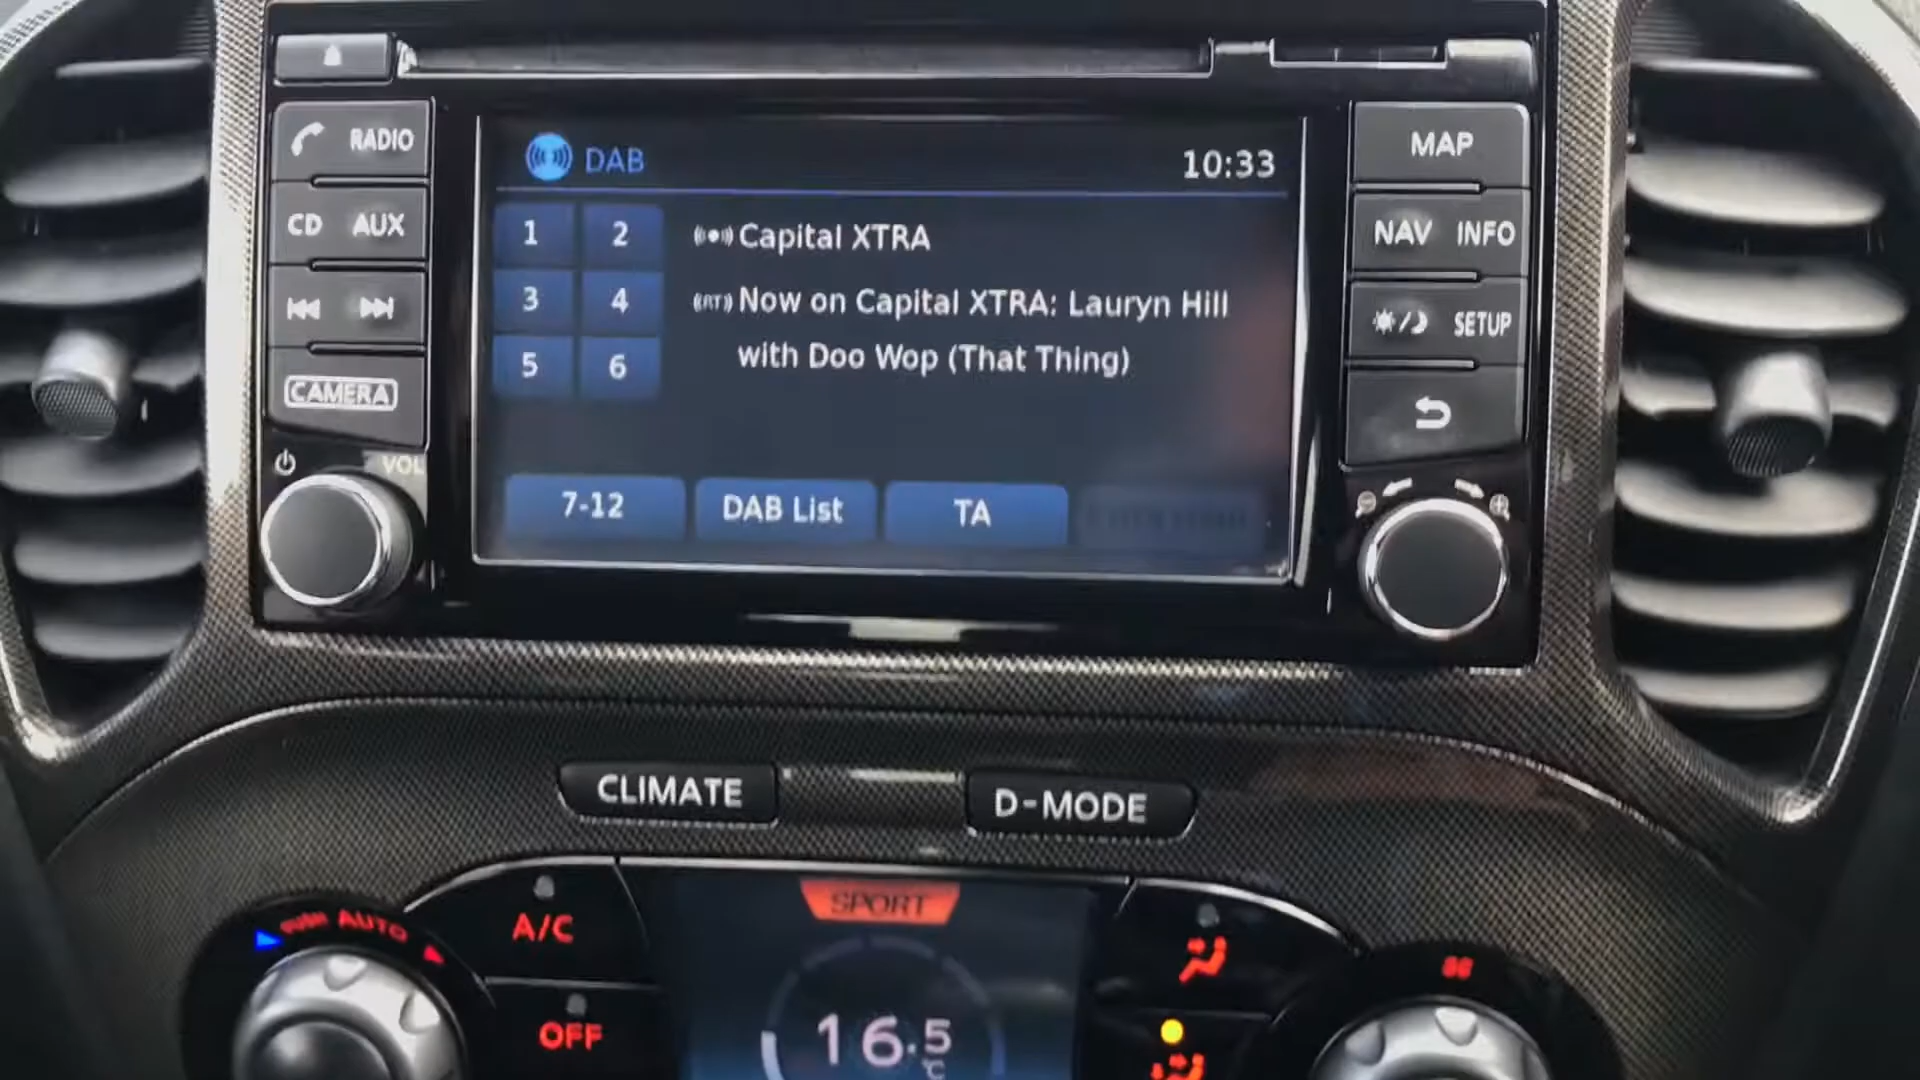 RADIO
CD AUX
CAMERA
VOL
DAB
10:33
1 2
3 4
5 6
Capital XTRA
(RT) Now on Capital XTRA: Lauryn Hill
with Doo Wop (That Thing)
7-12
DAB List
TA
MAP
NAV INFO
SETUP
CLIMATE
D-MODE
PUSH AUTO
A/C
OFF
SPORT
16.5
°C